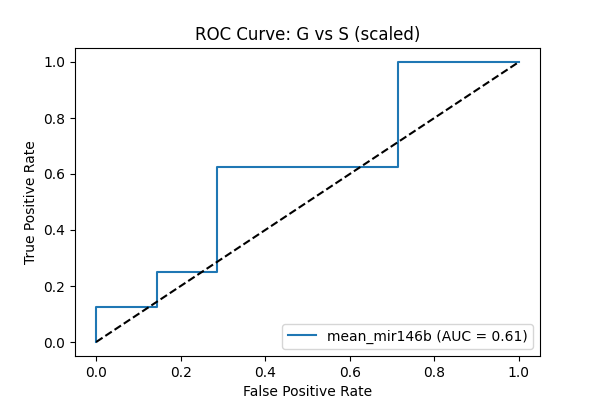 ROC Curve: G vs S (scaled)
True Positive Rate
1.0
0.8
0.6
0.4
0.2
0.0
mean_mir146b (AUC = 0.61)
0.0 0.2 0.4 0.6 0.8 1.0
False Positive Rate